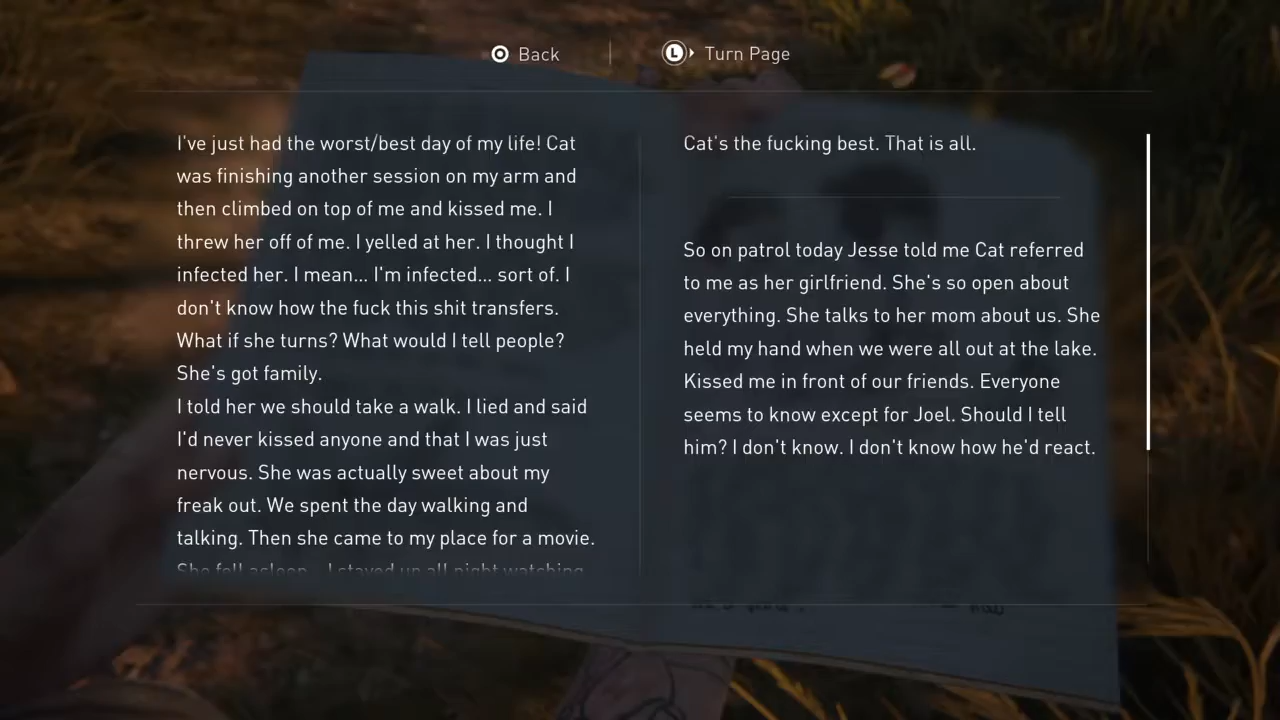 Back
L
Turn Page
I've just had the worst/best day of my life! Cat
was finishing another session on my arm and
then climbed on top of me and kissed me. I
threw her off of me. I yelled at her. I thought I
infected her. I mean... I'm infected... sort of. I
don't know how the fuck this shit transfers.
What if she turns? What would I tell people?
She's got family.
I told her we should take a walk. I lied and said
I'd never kissed anyone and that I was just
nervous. She was actually sweet about my
freak out. We spent the day walking and
talking. Then she came to my place for a movie.
She fell asleep... I stayed up all night watching
Cat's the fucking best. That is all.
So on patrol today Jesse told me Cat referred
to me as her girlfriend. She's so open about
everything. She talks to her mom about us. She
held my hand when we were all out at the lake.
Kissed me in front of our friends. Everyone
seems to know except for Joel. Should I tell
him? I don't know. I don't know how he'd react.